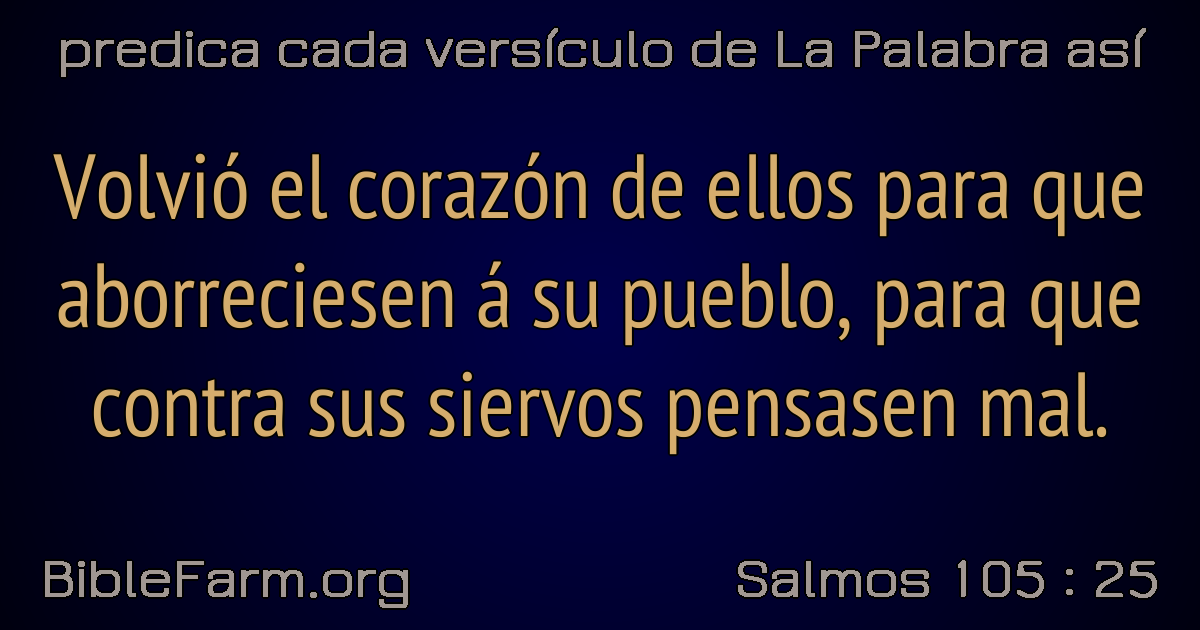 predica cada versículo de La Palabra así
Volvió el corazón de ellos para que
aborreciesen á su pueblo, para que
contra sus siervos pensasen mal.
BibleFarm.org
Salmos 105 : 25